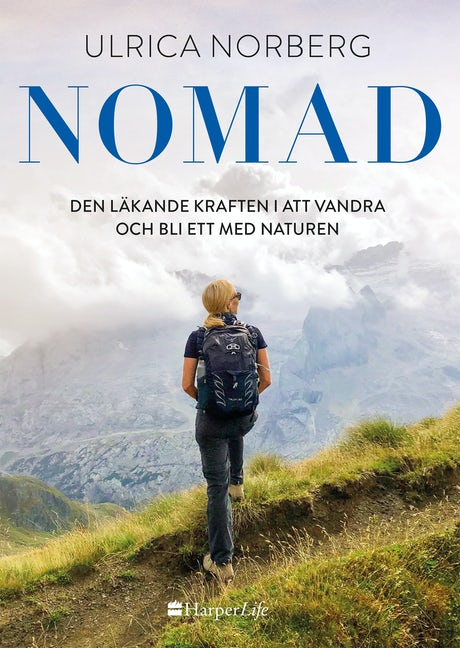 ULRICA NORBERG
NOMAD
DEN LÄKANDE KRAFTEN I ATT VANDRA
OCH BLI ETT MED NATUREN
HarperLife